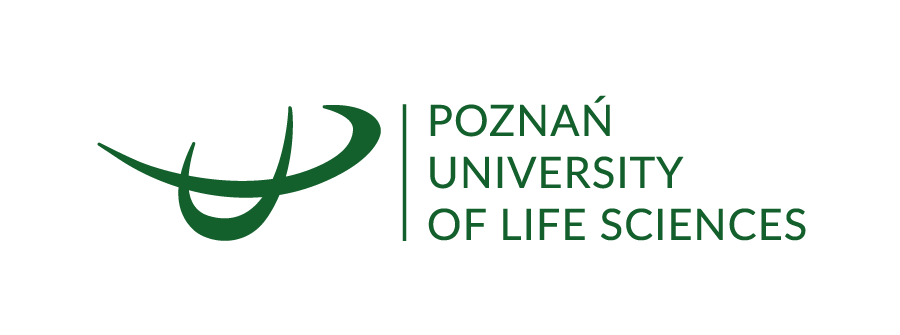 POZNAŃ
UNIVERSITY
OF LIFE SCIENCES